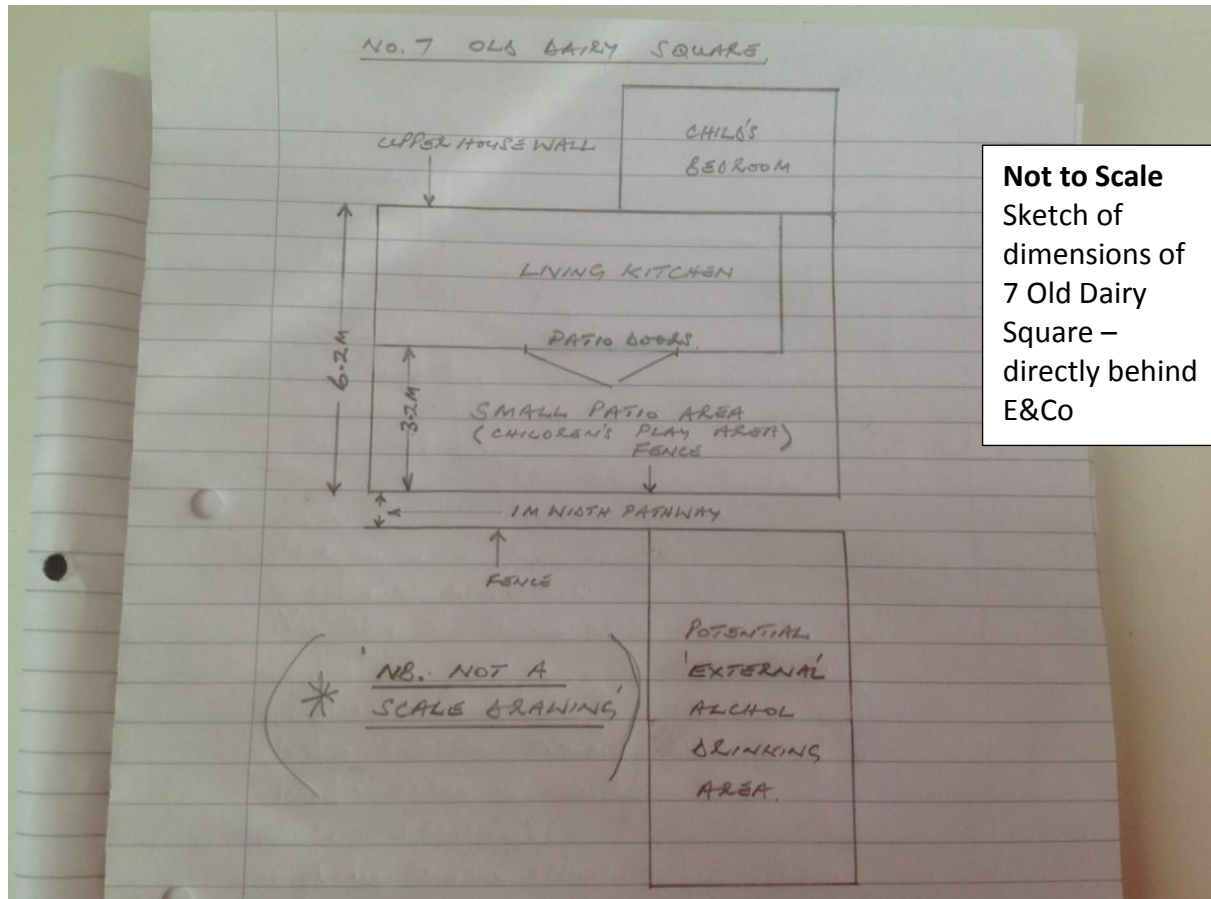 No. 7 OLD DAIRY SQUARE.
CHILD'S
BEDROOM
UPPER HOUSE WALL
Not to Scale
Sketch of
dimensions of
7 Old Dairy
Square –
directly behind
E&Co
LIVING KITCHEN
PATIO DOORS.
6.2M
3.2M
SMALL PATIO AREA
(CHILDREN'S PLAY AREA)
FENCE
1M WIDTH PATHWAY
FENCE
* 'NB. NOT A
SCALE DRAWING'
POTENTIAL
'EXTERNAL'
ALCHOL
DRINKING
AREA.